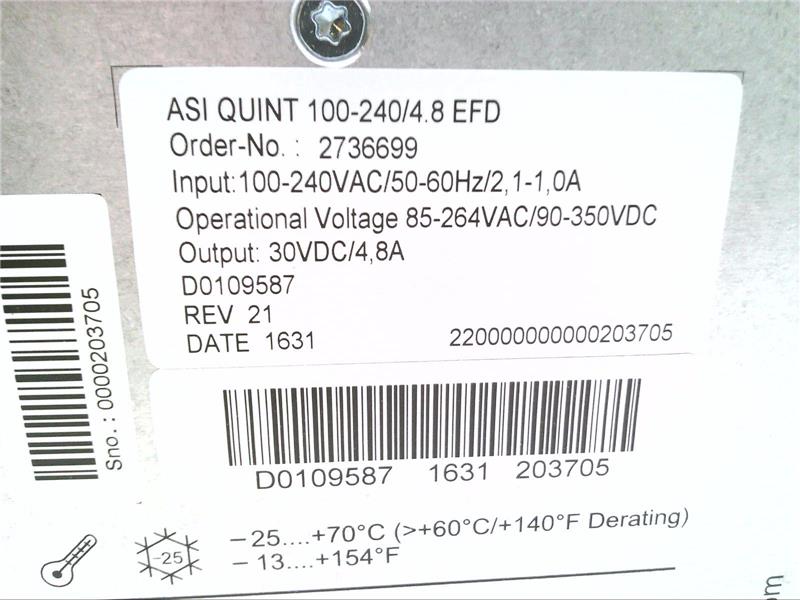 ASI QUINT 100-240/4.8 EFD
Order-No. : 2736699
Input:100-240VAC/50-60Hz/2,1-1,0A
Operational Voltage 85-264VAC/90-350VDC
Output: 30VDC/4,8A
D0109587
REV 21
DATE 1631
220000000000203705
Sno.: 0000203705
D0109587 1631 203705
-25
−25....+70°C (>+60°C/+140°F Derating)
−13....+154°F
om